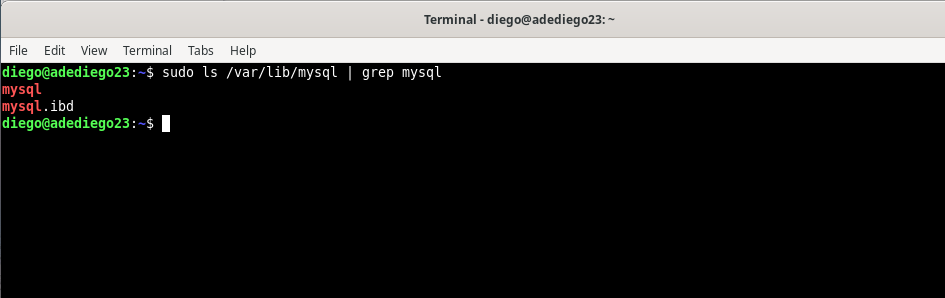 Terminal - diego@adediego23: ~
File Edit View Terminal Tabs Help
diego@adediego23:~$ sudo ls /var/lib/mysql | grep mysql
mysql
mysql.ibd
diego@adediego23:~$